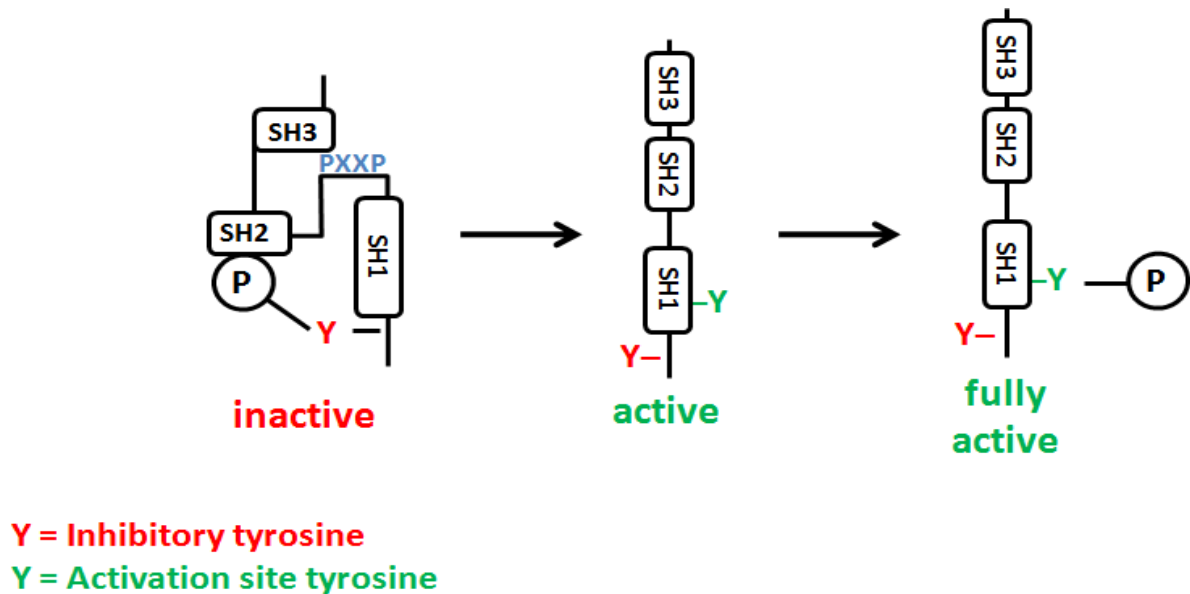 SH3
PXXP
SH2
SH1
P
Y
inactive
SH3
SH2
SH1
Y
Y
active
SH3
SH2
SH1
Y
P
Y
fully
active
Y = Inhibitory tyrosine
Y = Activation site tyrosine